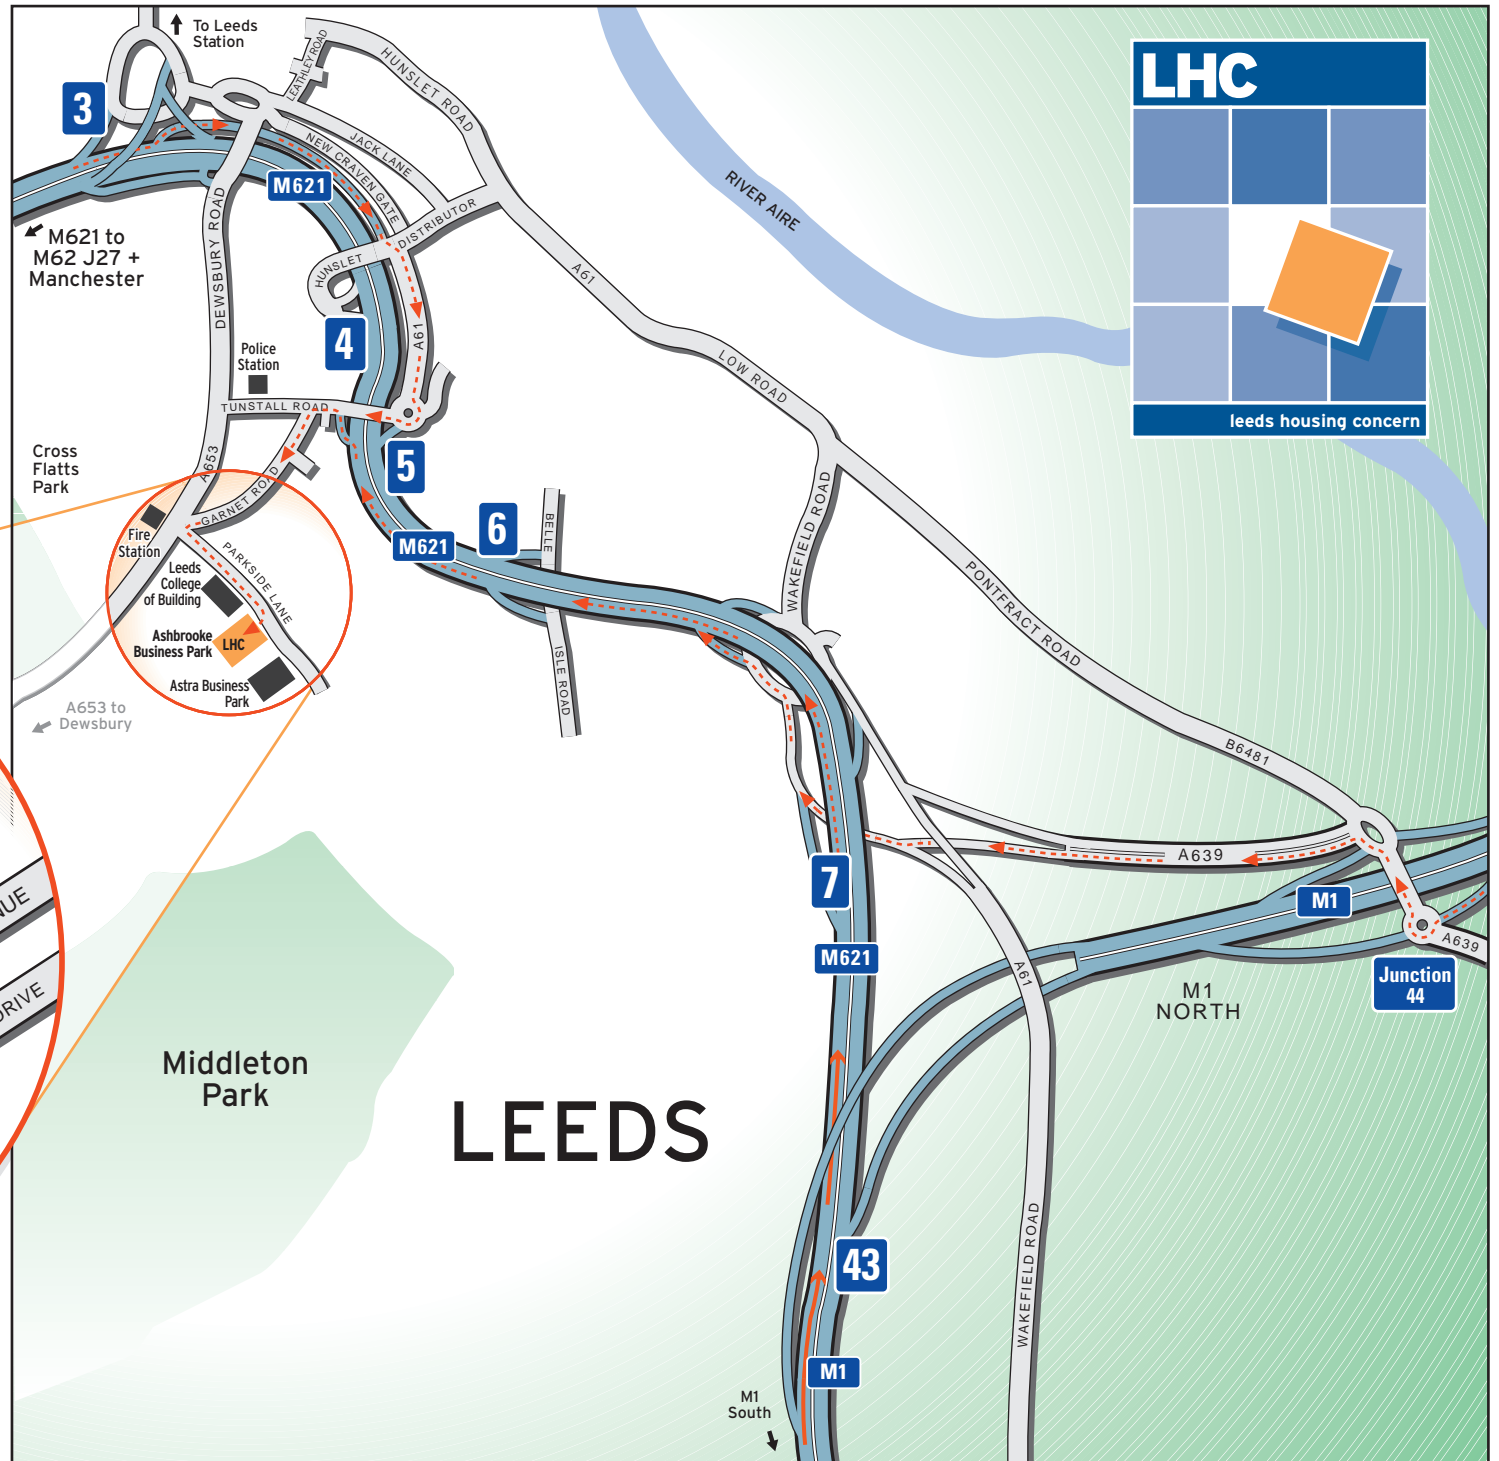 To Leeds
Station
LEATHLEY ROAD
HUNSLET ROAD
3
JACK LANE
NEW CRAVEN GATE
M621
HUNSLET
DISTRIBUTOR
DEWSBURY ROAD
M621 to
M62 J27 +
Manchester
RIVER AIRE
A61
LHC
leeds housing concern
4
A61
Police
Station
TUNSTALL ROAD
LOW ROAD
Cross
Flatts
Park
A653
5
GARNET ROAD
Fire
Station
PARKSIDE LANE
Leeds
College
of Building
Ashbrooke
Business Park
LHC
Astra Business
Park
A653 to
Dewsbury
M621
6
BELLE
ISLE ROAD
WAKEFIELD ROAD
PONTFRACT ROAD
B6481
A639
7
M621
M1
A639
Junction
44
M1
NORTH
A61
NUE
DRIVE
Middleton
Park
LEEDS
43
WAKEFIELD ROAD
M1
M1
South